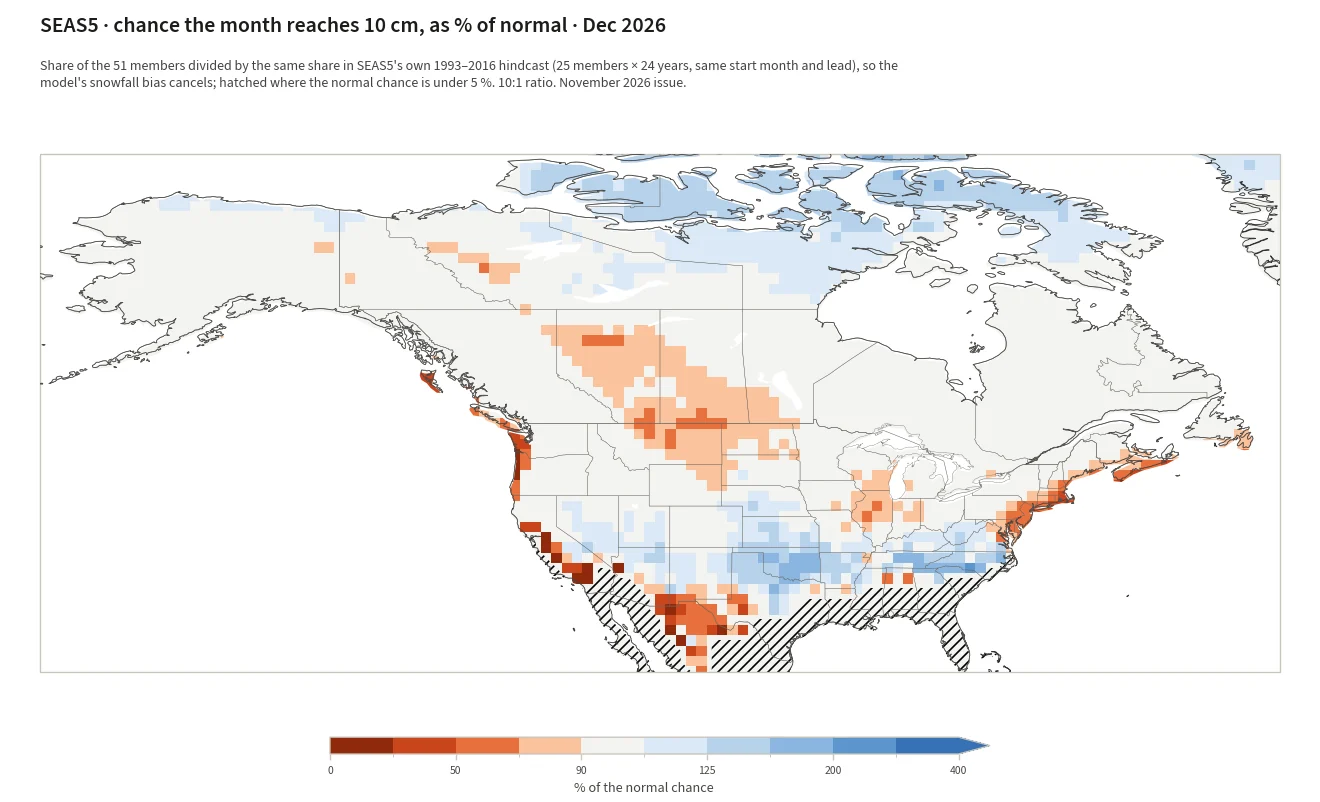 SEAS5 · chance the month reaches 10 cm, as % of normal · Dec 2026
Share of the 51 members divided by the same share in SEAS5's own 1993–2016 hindcast (25 members × 24 years, same start month and lead), so the
model's snowfall bias cancels; hatched where the normal chance is under 5 %. 10:1 ratio. November 2026 issue.
0 50 90 125 200 400
% of the normal chance